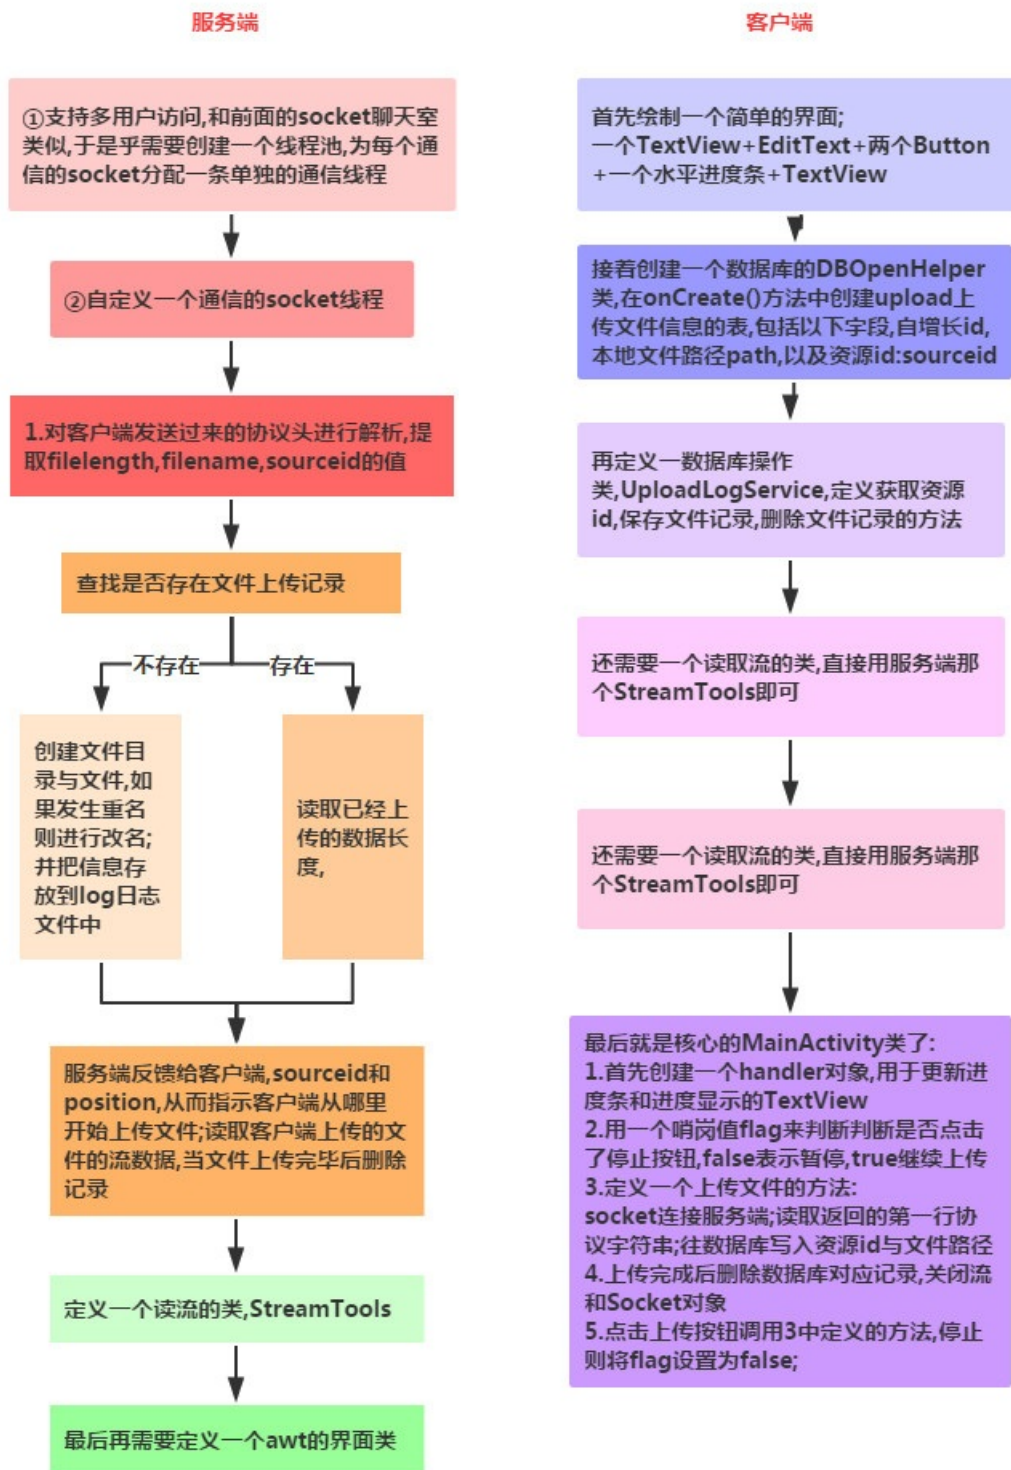 服务端
①支持多用户访问,和前面的socket聊天室
类似,于是乎需要创建一个线程池,为每个通
信的socket分配一条单独的通信线程
②自定义一个通信的socket线程
1.对客户端发送过来的协议头进行解析,提
取filelength,filename,sourceid的值
查找是否存在文件上传记录
不存在
存在
创建文件目
录与文件,如
果发生重名
则进行改名;
并把信息存
放到log日志
文件中
读取已经上
传的数据长
度,
服务端反馈给客户端,sourceid和
position,从而指示客户端从哪里
开始上传文件;读取客户端上传的文
件的流数据,当文件上传完毕后删除
记录
定义一个读流的类,StreamTools
最后再需要定义一个awt的界面类
客户端
首先绘制一个简单的界面;
一个TextView+EditText+两个Button
+一个水平进度条+TextView
接着创建一个数据库的DBOpenHelper
类,在onCreate()方法中创建upload上
传文件信息的表,包括以下字段,自增长id,
本地文件路径path,以及资源id:sourceid
再定义一数据库操作
类,UploadLogService,定义获取资源
id,保存文件记录,删除文件记录的方法
还需要一个读取流的类,直接用服务端那
个StreamTools即可
还需要一个读取流的类,直接用服务端那
个StreamTools即可
最后就是核心的MainActivity类了:
1.首先创建一个handler对象,用于更新进
度条和进度显示的TextView
2.用一个哨岗值flag来判断判断是否点击
了停止按钮,false表示暂停,true继续上传
3.定义一个上传文件的方法:
socket连接服务端;读取返回的第一行协
议字符串;往数据库写入资源id与文件路径
4.上传完成后删除数据库对应记录,关闭流
和Socket对象
5.点击上传按钮调用3中定义的方法,停止
则将flag设置为false;